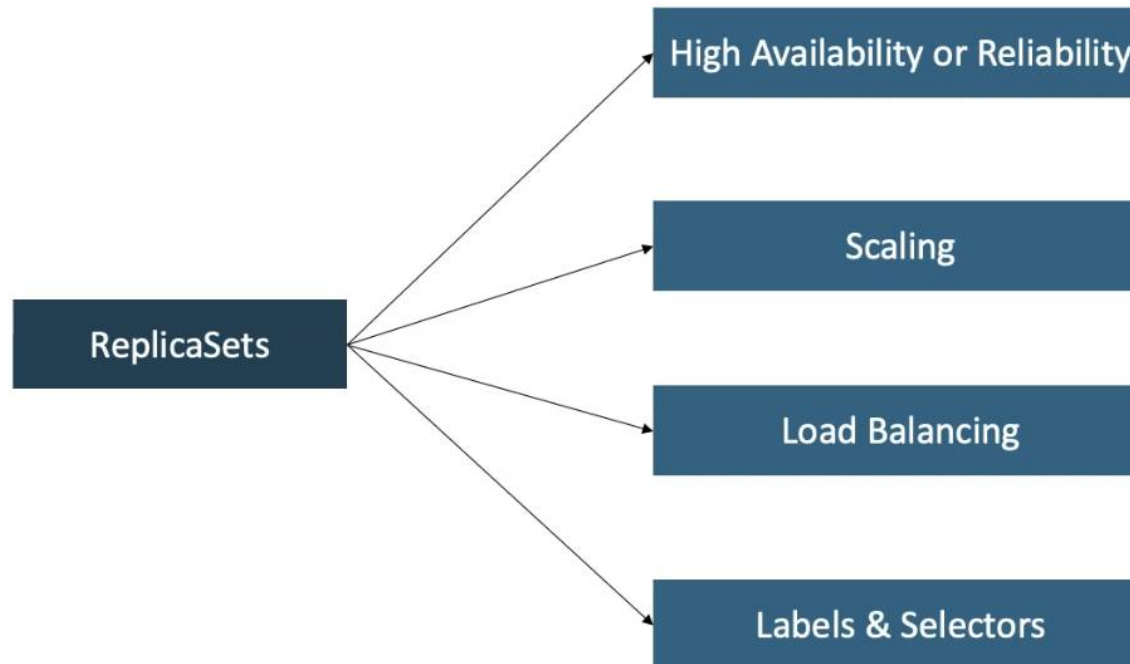 High Availability or Reliability
Scaling
ReplicaSets
Load Balancing
Labels & Selectors